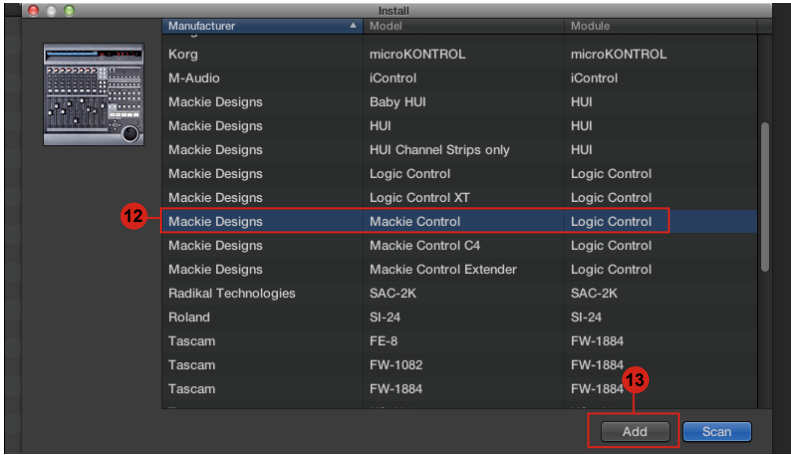 Install
Manufacturer Model Module
Korg microKONTROL microKONTROL
M-Audio iControl iControl
Mackie Designs Baby HUI HUI
Mackie Designs HUI HUI
Mackie Designs HUI Channel Strips only HUI
Mackie Designs Logic Control Logic Control
Mackie Designs Logic Control XT Logic Control
12 Mackie Designs Mackie Control Logic Control
Mackie Designs Mackie Control C4 Logic Control
Mackie Designs Mackie Control Extender Logic Control
Radikal Technologies SAC-2K SAC-2K
Roland SI-24 SI-24
Tascam FE-8 FW-1884
Tascam FW-1082 FW-1884
Tascam FW-1884 FW-1884
13
Add Scan